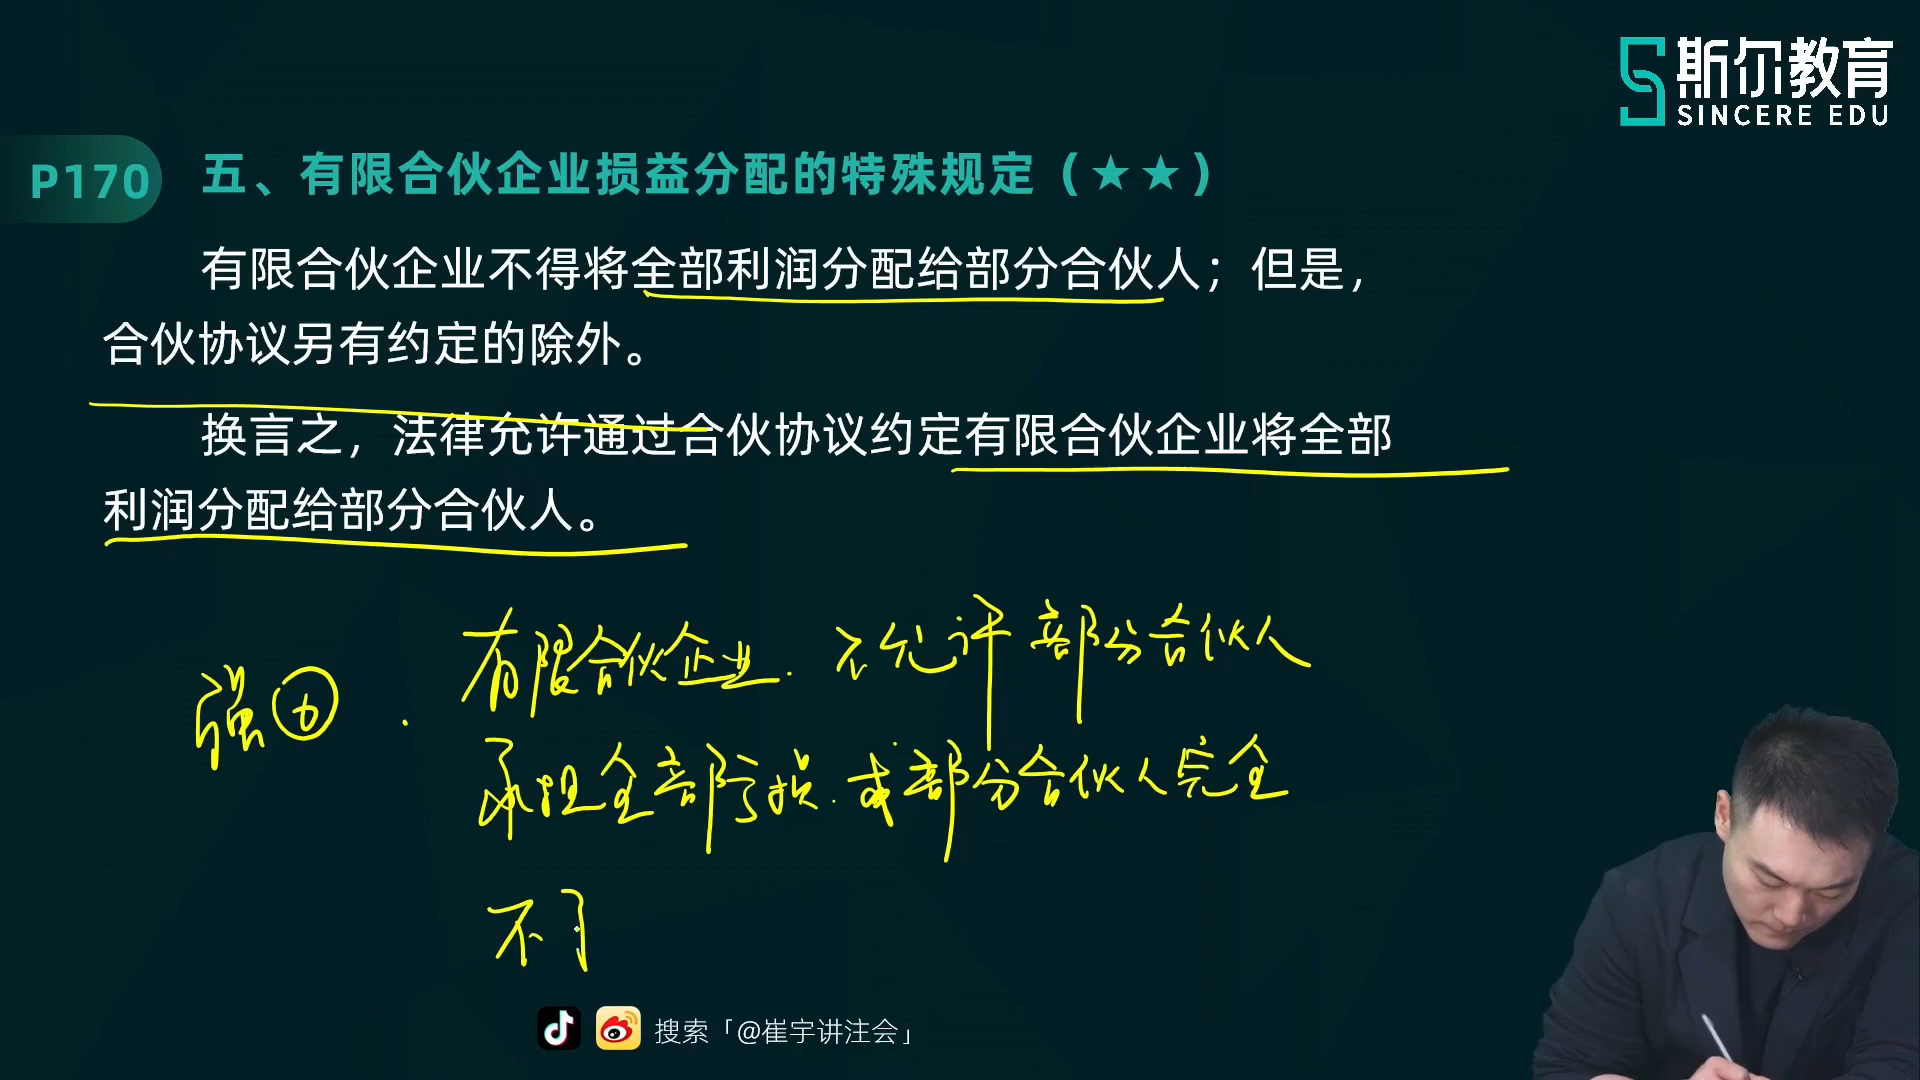 斯尔教育
SINCERE EDU
P170
五、有限合伙企业损益分配的特殊规定（★★）
有限合伙企业不得将全部利润分配给部分合伙人；但是，
合伙协议另有约定的除外。
换言之，法律允许通过合伙协议约定有限合伙企业将全部
利润分配给部分合伙人。
有限合伙企业.不允许部分合伙人
强
承担全部亏损.或部分合伙人完全
不
搜索「@崔宇讲注会」